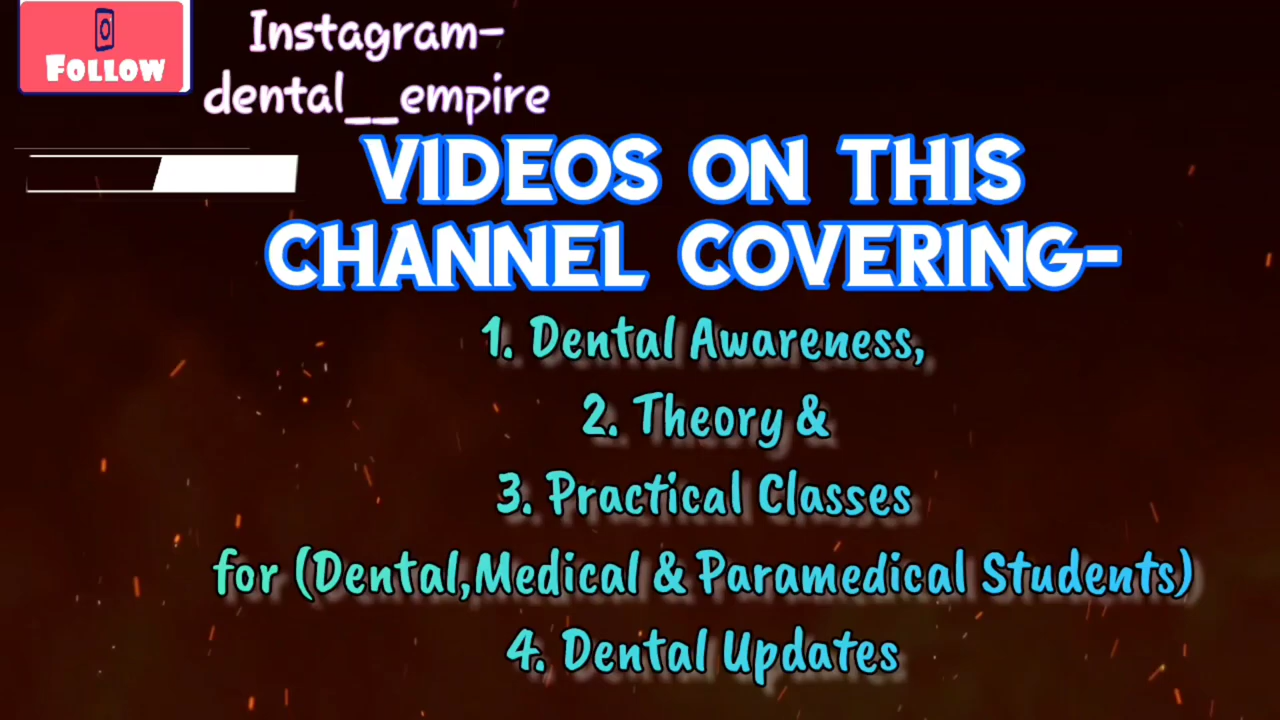 Follow
Instagram-
dental__empire
VIDEOS ON THIS
CHANNEL COVERING-
1. Dental Awareness,
2. Theory &
3. Practical Classes
for (Dental,Medical & Paramedical Students)
4. Dental Updates